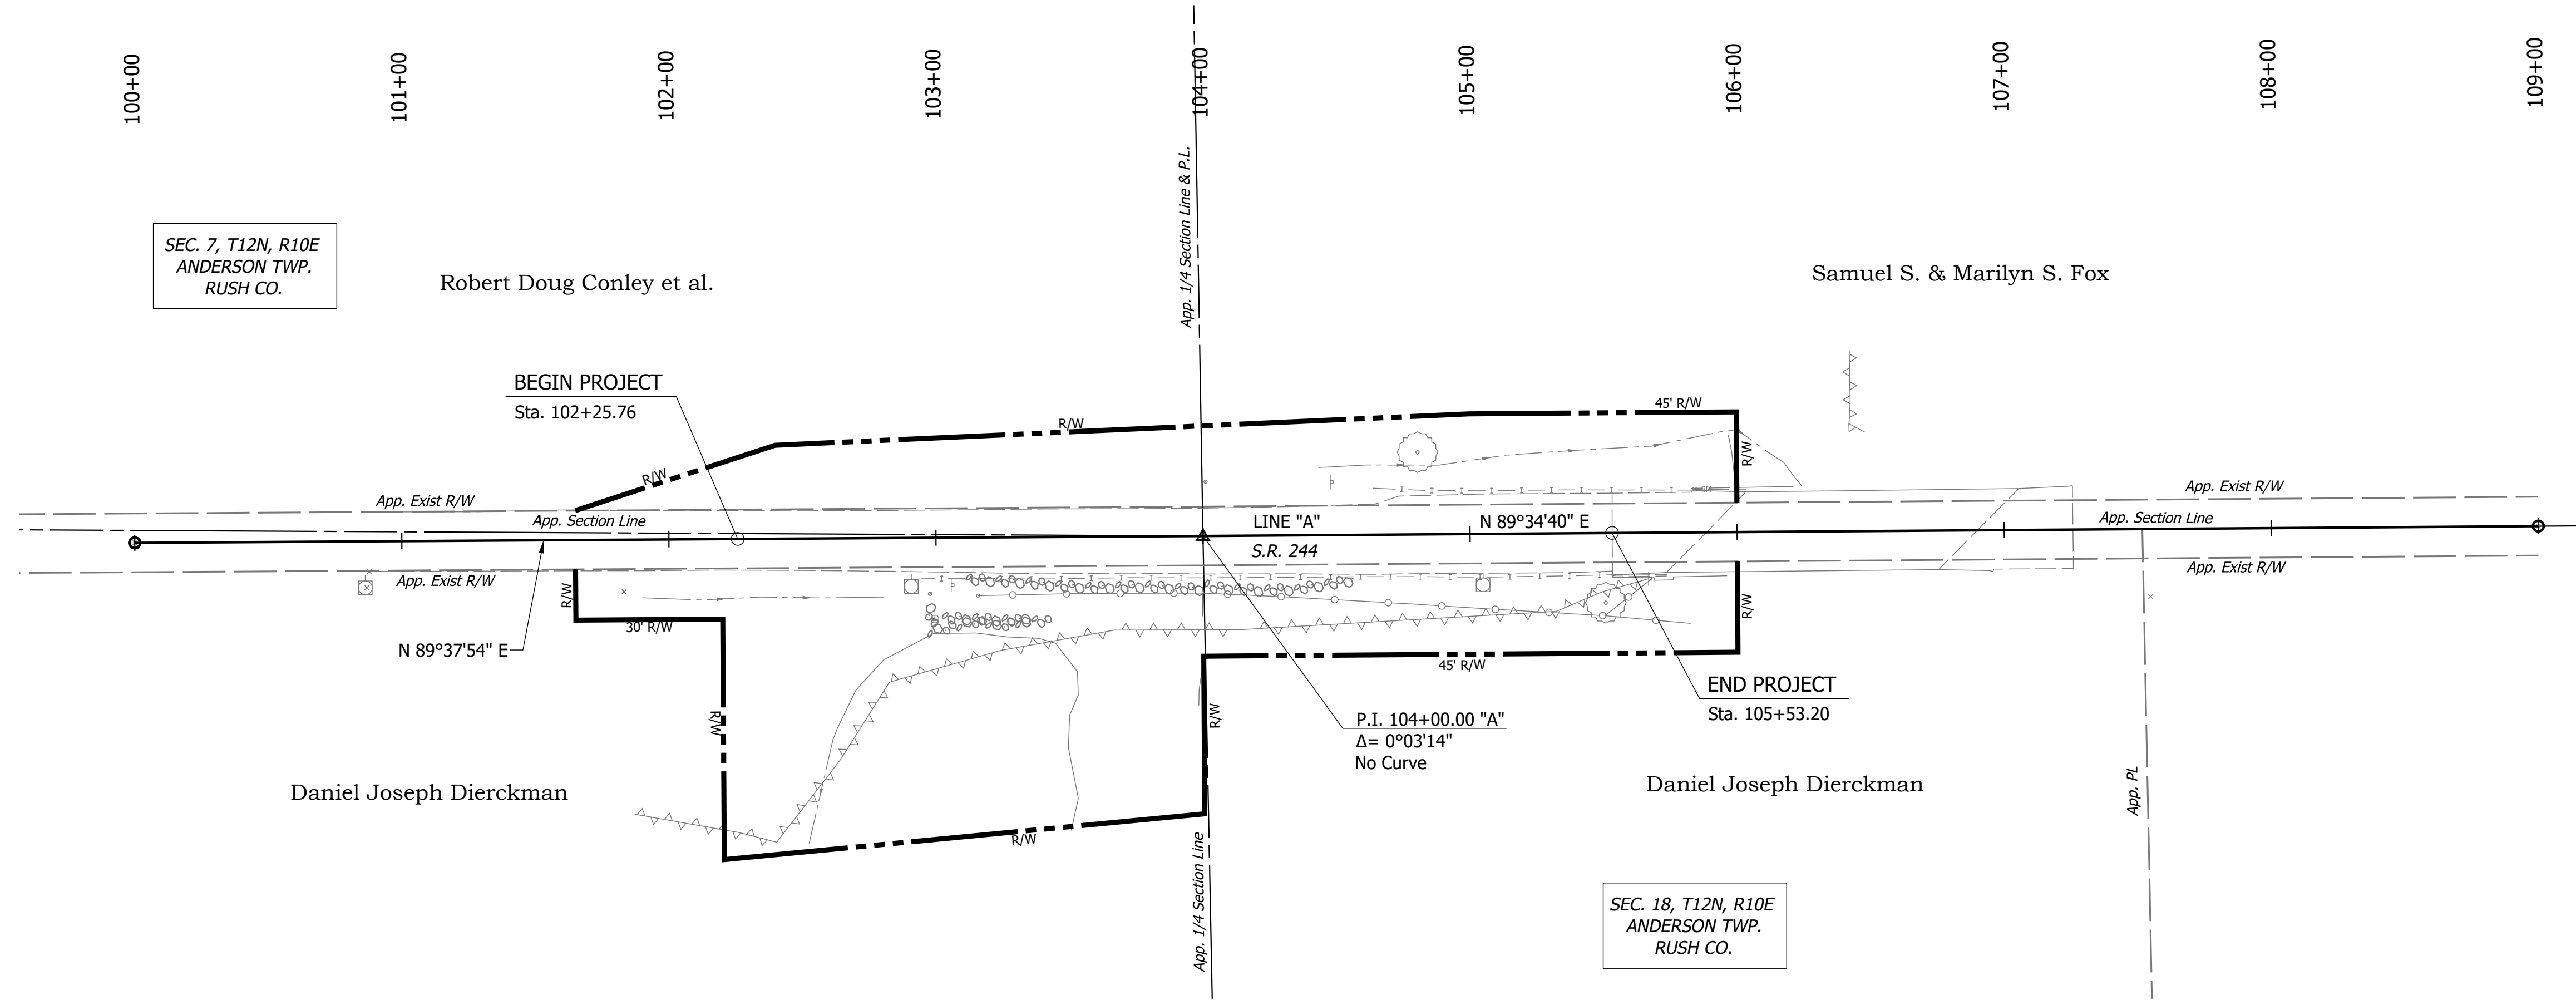 100+00
101+00
102+00
103+00
104+00
105+00
106+00
107+00
108+00
109+00
App. 1/4 Section Line & P.L.
SEC. 7, T12N, R10E
ANDERSON TWP.
RUSH CO.
Robert Doug Conley et al.
Samuel S. & Marilyn S. Fox
BEGIN PROJECT
Sta. 102+25.76
R/W
45' R/W
R/W
R/W
App. Exist R/W
App. Exist R/W
BM
App. Section Line
LINE "A"
N 89°34'40" E
App. Section Line
S.R. 244
App. Exist R/W
App. Exist R/W
R/W
R/W
30' R/W
N 89°37'54" E
45' R/W
END PROJECT
Sta. 105+53.20
R/W
R/W
P.I. 104+00.00 "A"
Δ= 0°03'14"
No Curve
Daniel Joseph Dierckman
Daniel Joseph Dierckman
App. PL
R/W
App. 1/4 Section Line
SEC. 18, T12N, R10E
ANDERSON TWP.
RUSH CO.